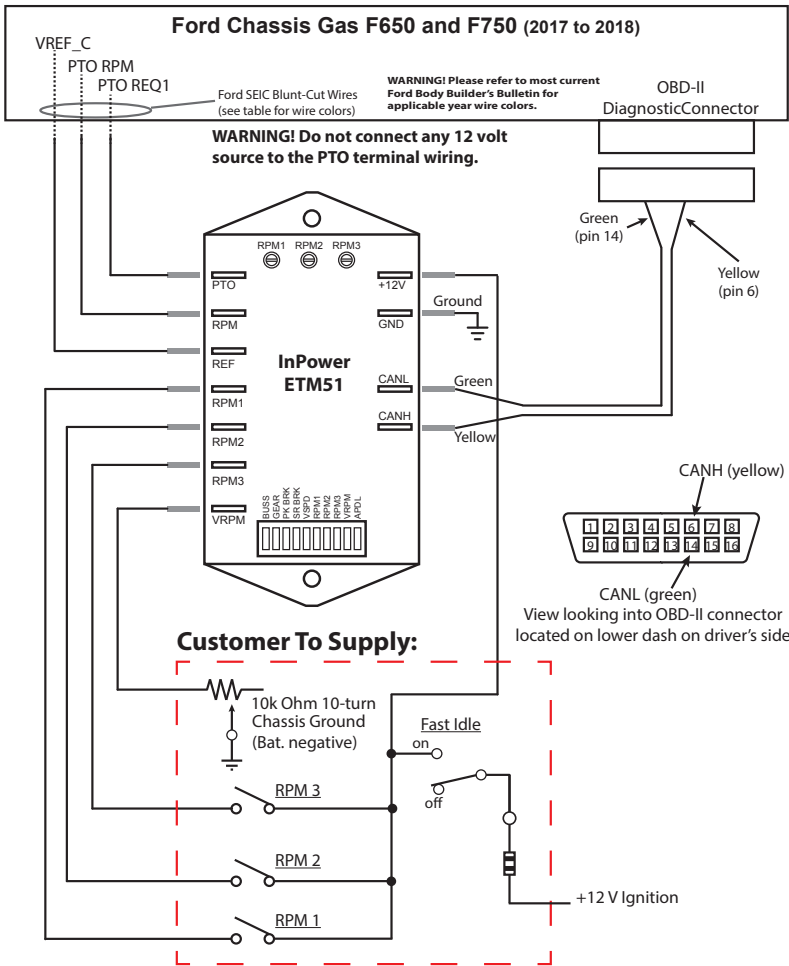 Ford Chassis Gas F650 and F750 (2017 to 2018)
VREF_C
PTO RPM
PTO REQ1
Ford SEIC Blunt-Cut Wires
(see table for wire colors)
WARNING! Please refer to most current
Ford Body Builder's Bulletin for
applicable year wire colors.
OBD-II
DiagnosticConnector
WARNING! Do not connect any 12 volt
source to the PTO terminal wiring.
Green
(pin 14)
Yellow
(pin 6)
RPM1 RPM2 RPM3
PTO
RPM
REF
RPM1
RPM2
RPM3
VRPM
+12V
GND
CANL
CANH
Ground
Green
Yellow
InPower
ETM51
BUSS
GEAR
PK BRK
SR BRK
VSPD
RPM1
RPM2
RPM3
VRPM
APDL
CANH (yellow)
1 2 3 4 5 6 7 8
9 10 11 12 13 14 15 16
CANL (green)
View looking into OBD-II connector
located on lower dash on driver's side
Customer To Supply:
10k Ohm 10-turn
Chassis Ground
(Bat. negative)
Fast Idle
on
off
RPM 3
RPM 2
RPM 1
+12 V Ignition